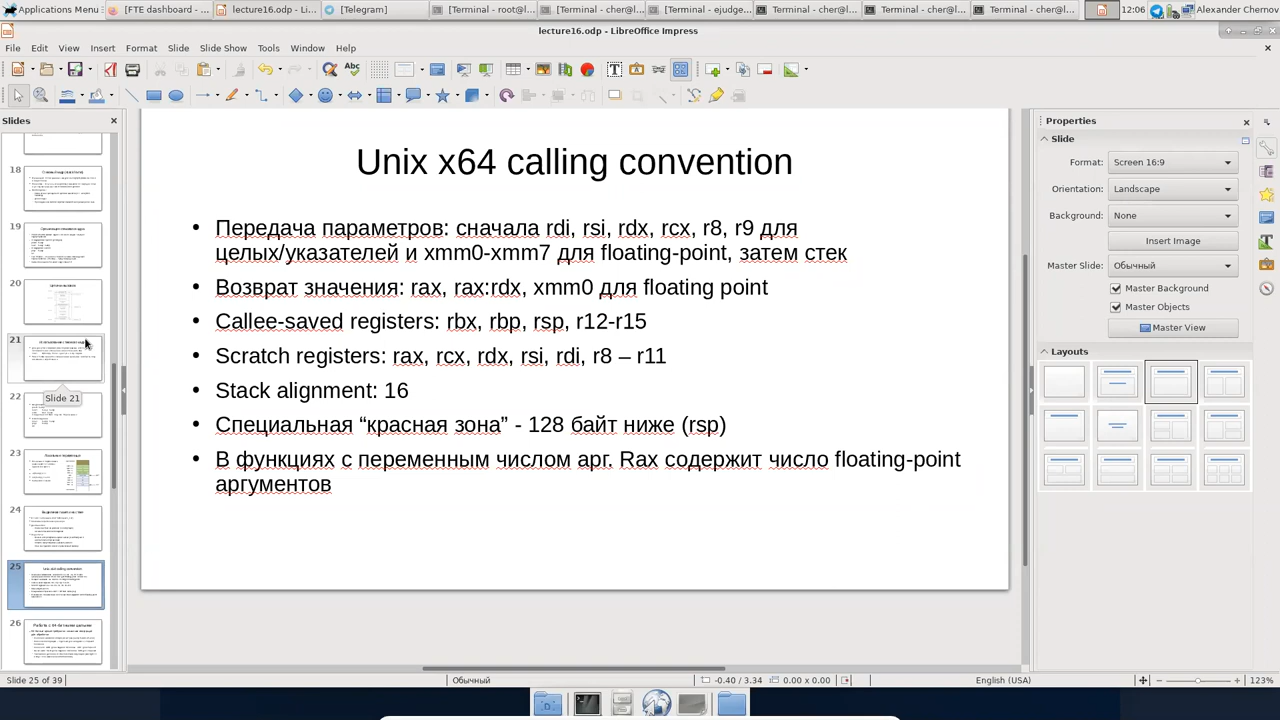 Applications Menu
[FTE dashboard - ...
lecture16.odp - Li...
[Telegram]
[Terminal - root@l...
[Terminal - cher@l...
[Terminal - ejudge...
Terminal - cher@l...
Terminal - cher@l...
Terminal - cher@l...
12:06
Alexander Chernov
lecture16.odp - LibreOffice Impress
File Edit View Insert Format Slide Slide Show Tools Window Help
Slides
18
19
20
21
Slide 21
22
23
24
25
26
Unix x64 calling convention
• Передача параметров: сначала rdi, rsi, rdx, rcx, r8, r9 для
целых/указателей и xmm0-xmm7 для floating-point, затем стек
• Возврат значения: rax, rax:rdx, xmm0 для floating point
• Callee-saved registers: rbx, rbp, rsp, r12-r15
• Scratch registers: rax, rcx, rdx, rsi, rdi, r8 – r11
• Stack alignment: 16
• Специальная “красная зона” - 128 байт ниже (rsp)
• В функциях с переменным числом арг. Rax содержит число floating-point
аргументов
Properties
Slide
Format: Screen 16:9
Orientation: Landscape
Background: None
Insert Image
Master Slide: Обычный
Master Background
Master Objects
Master View
Layouts
Slide 25 of 39
Обычный
-0.40 / 3.34
0.00 x 0.00
English (USA)
123%